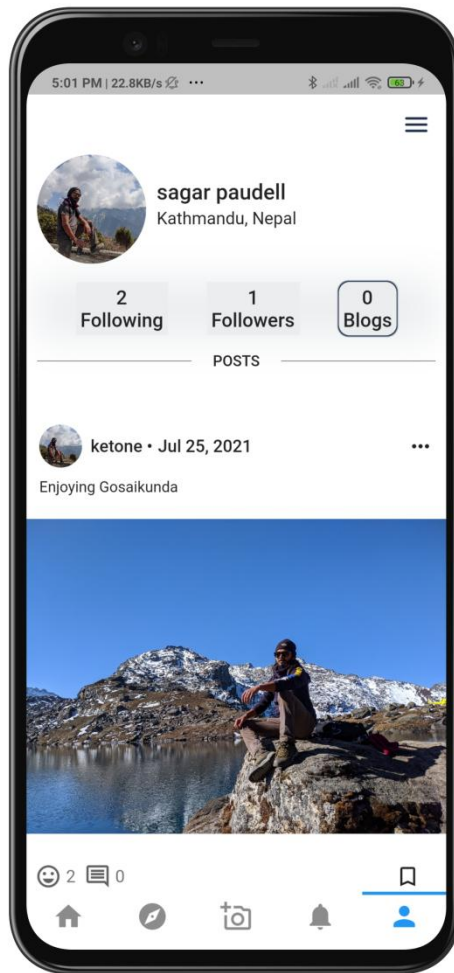 5:01 PM | 22.8KB/s ...
63
sagar paudell
Kathmandu, Nepal
2
Following
1
Followers
0
Blogs
POSTS
ketone • Jul 25, 2021
Enjoying Gosaikunda
2
0